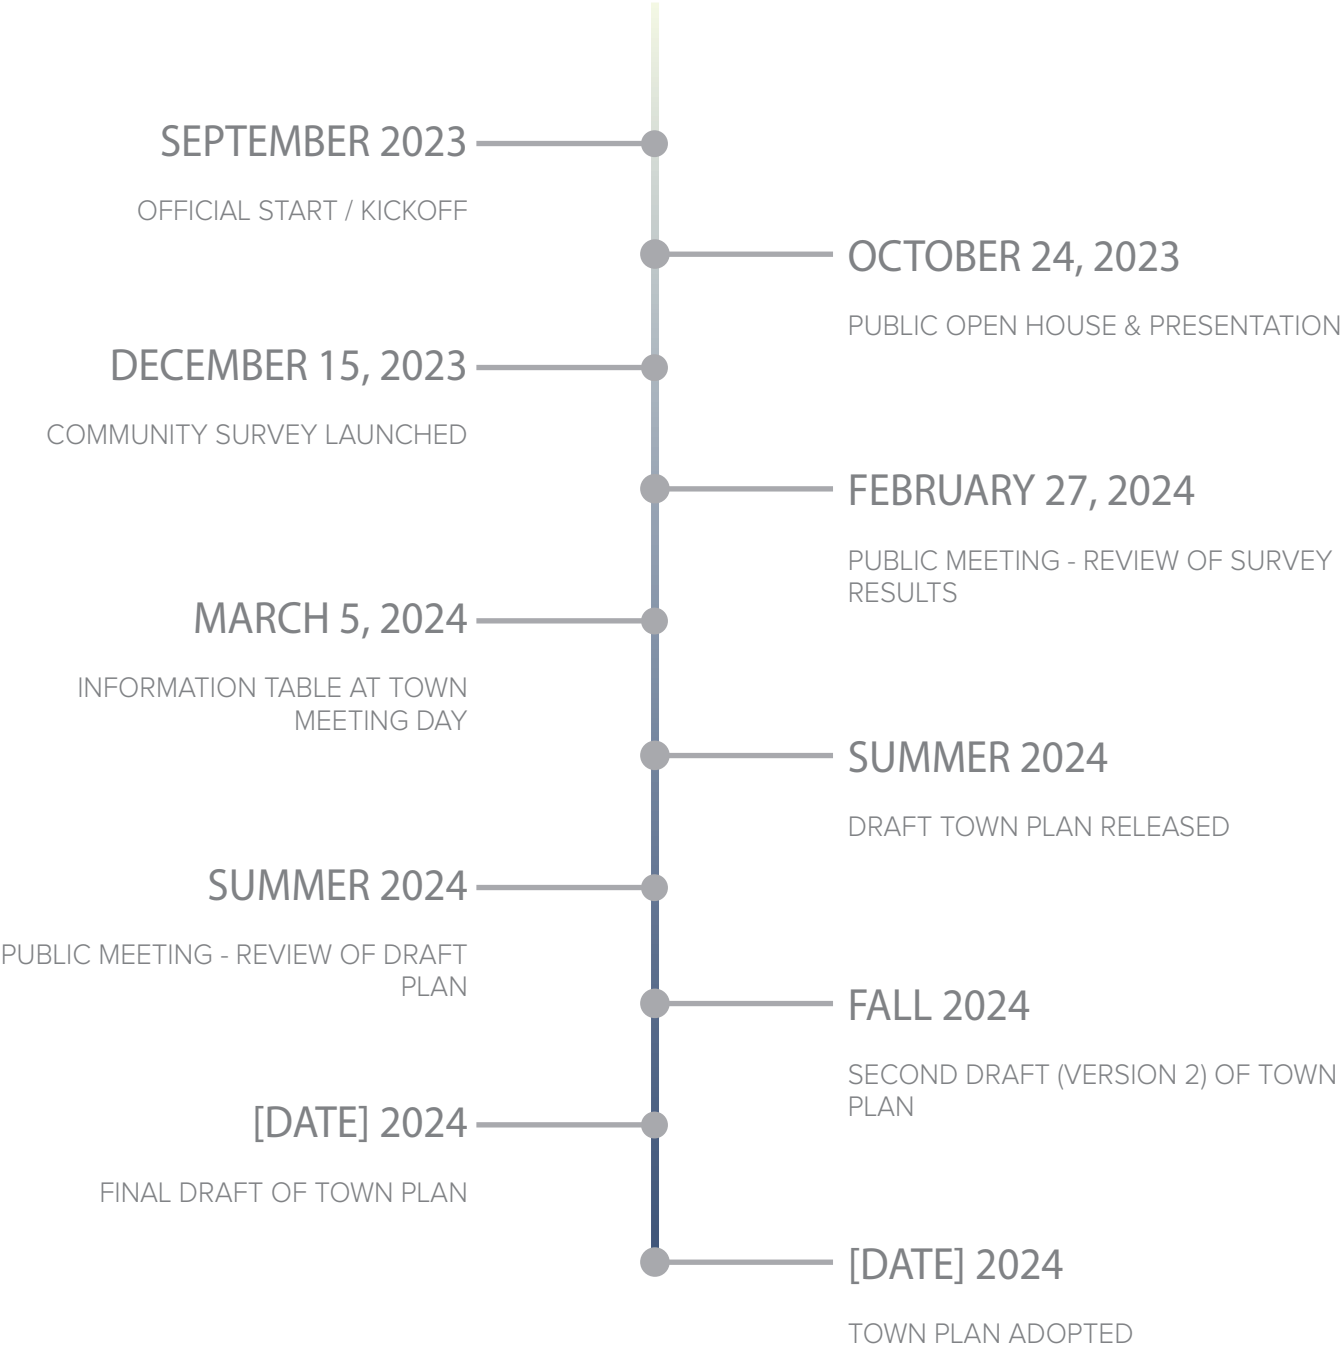 SEPTEMBER 2023
OFFICIAL START / KICKOFF
OCTOBER 24, 2023
PUBLIC OPEN HOUSE & PRESENTATION
DECEMBER 15, 2023
COMMUNITY SURVEY LAUNCHED
FEBRUARY 27, 2024
PUBLIC MEETING - REVIEW OF SURVEY
RESULTS
MARCH 5, 2024
INFORMATION TABLE AT TOWN
MEETING DAY
SUMMER 2024
DRAFT TOWN PLAN RELEASED
SUMMER 2024
PUBLIC MEETING - REVIEW OF DRAFT
PLAN
FALL 2024
SECOND DRAFT (VERSION 2) OF TOWN
PLAN
[DATE] 2024
FINAL DRAFT OF TOWN PLAN
[DATE] 2024
TOWN PLAN ADOPTED